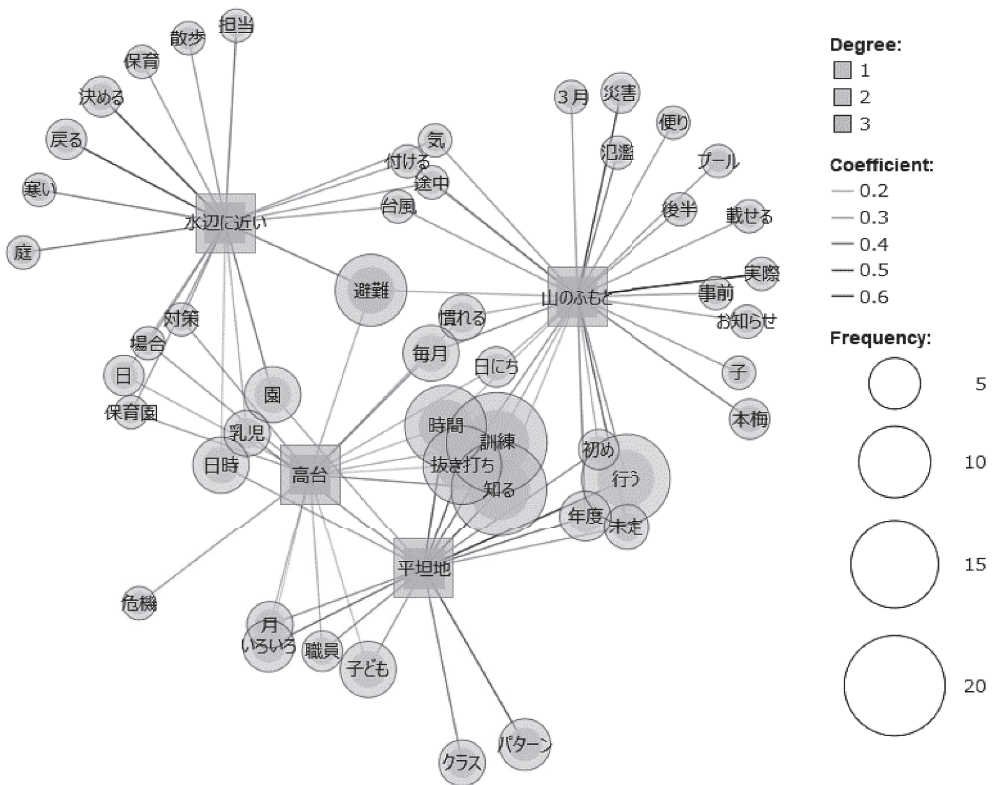 担当
散歩
保育
決める
戻る
寒い
庭
水辺に近い
気
付ける
途中
台風
3月
災害
便り
氾濫
プール
後半
載せる
実際
事前
お知らせ
子
本梅
山のふもと
避難
慣れる
毎月
日にち
対策
場合
日
保育園
園
乳児
日時
高台
時間
訓練
抜き打ち
知る
初め
行う
年度
未定
平坦地
危機
月
いろいろ
職員
子ども
クラス
パターン
Degree:
1
2
3
Coefficient:
0.2
0.3
0.4
0.5
0.6
Frequency:
5
10
15
20